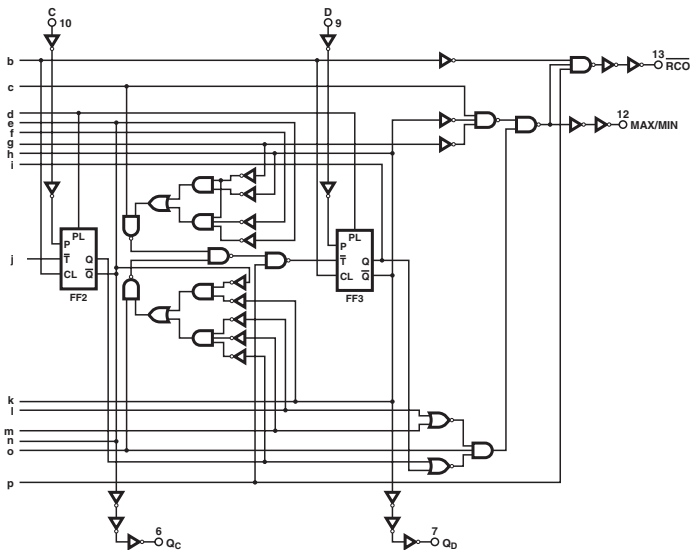 C
10
D
9
b
c
d
e
f
g
h
i
j
k
l
m
n
o
p
13
RCO
12
MAX/MIN
PL
P
T Q
CL Q
FF2
PL
P
T Q
CL Q
FF3
6
QC
7
QD